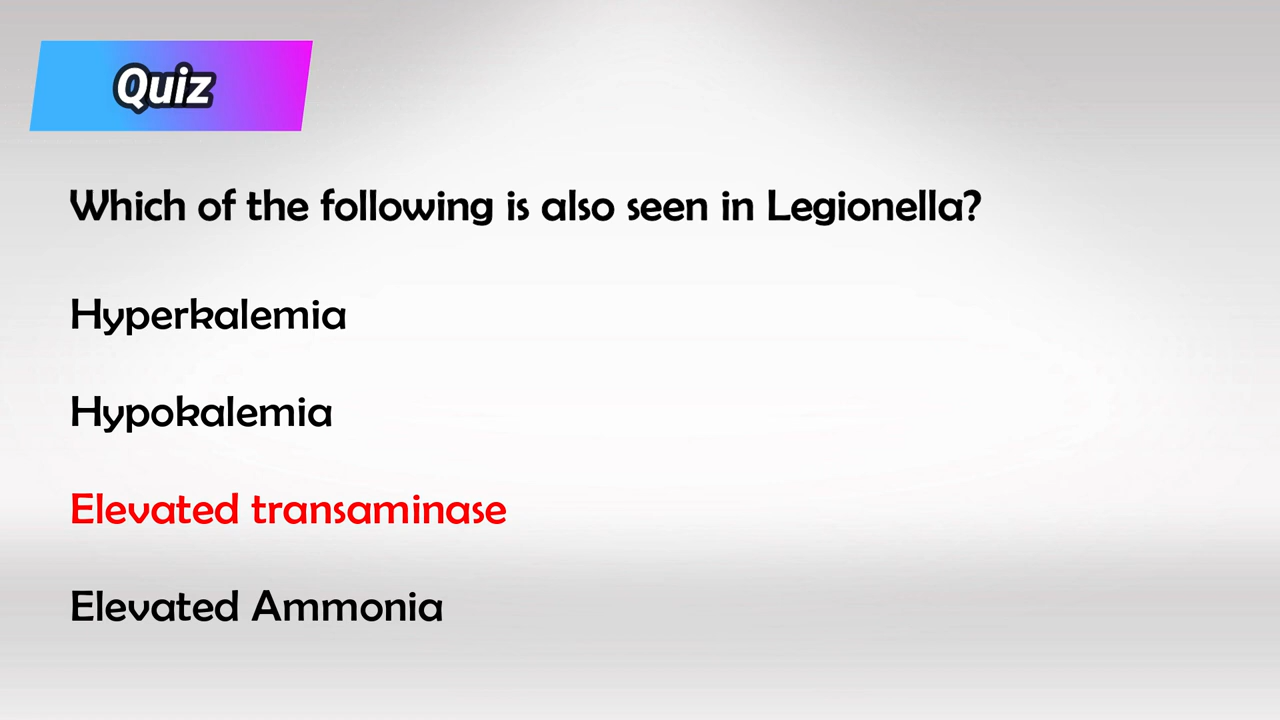 Quiz
Which of the following is also seen in Legionella?
Hyperkalemia
Hypokalemia
Elevated transaminase
Elevated Ammonia